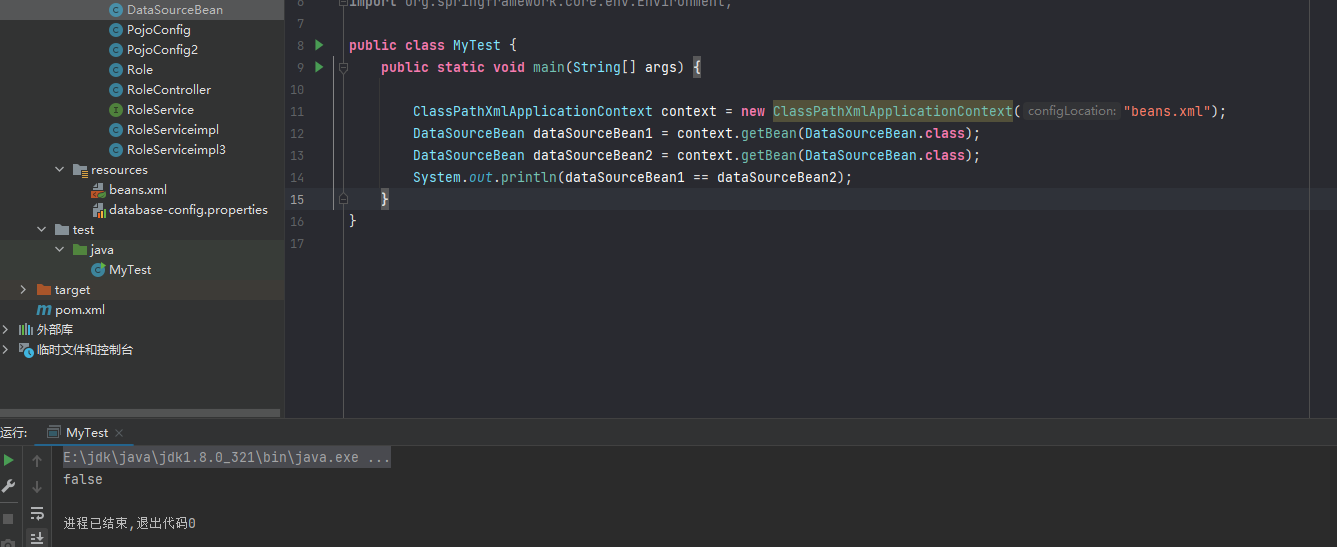 DataSourceBean
PojoConfig
PojoConfig2
Role
RoleController
RoleService
RoleServiceimpl
RoleServiceimpl3
resources
beans.xml
database-config.properties
test
java
MyTest
target
pom.xml
外部库
临时文件和控制台
6 import org.springframework.core.env.Environment;
7
8 public class MyTest {
9 public static void main(String[] args) {
10
11 ClassPathXmlApplicationContext context = new ClassPathXmlApplicationContext( configLocation: "beans.xml");
12 DataSourceBean dataSourceBean1 = context.getBean(DataSourceBean.class);
13 DataSourceBean dataSourceBean2 = context.getBean(DataSourceBean.class);
14 System.out.println(dataSourceBean1 == dataSourceBean2);
15 }
16 }
17
运行: MyTest
E:\jdk\java\jdk1.8.0_321\bin\java.exe ...
false
进程已结束,退出代码0